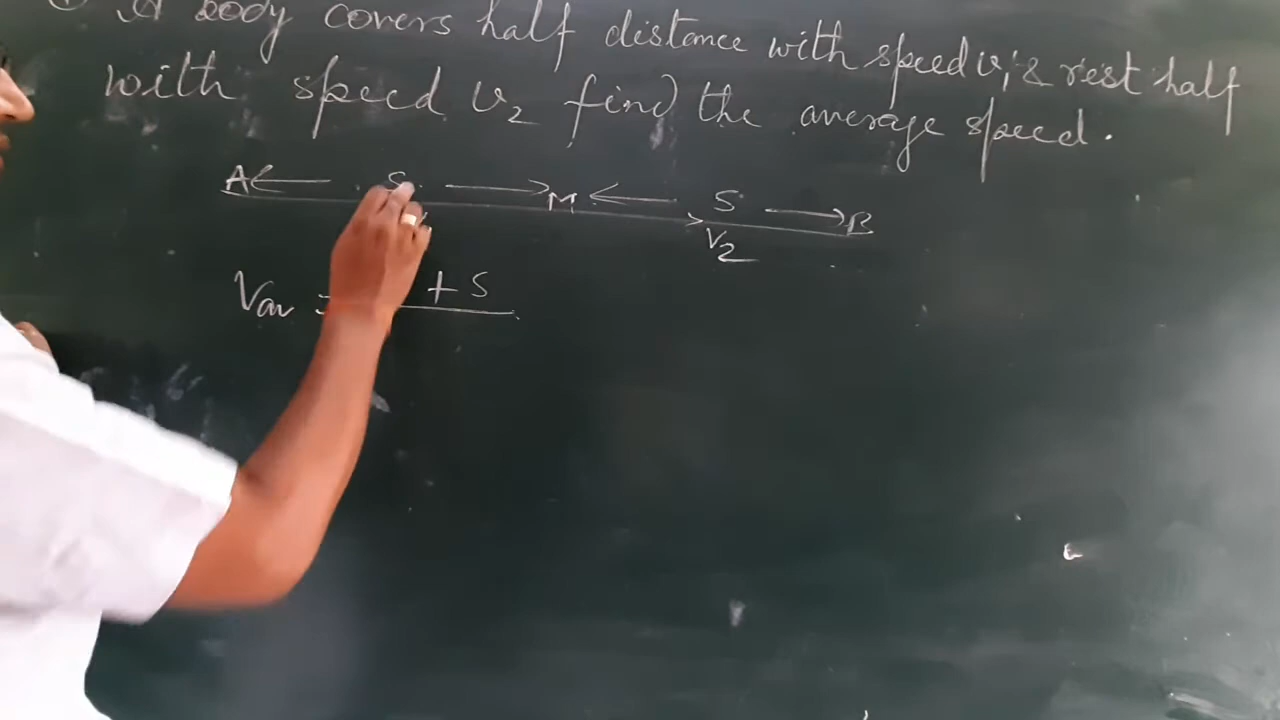 A body covers half distance with speed v₁ & rest half
with speed v₂ find the average speed.
A ← S → M ← S → B
V₂
Vav = + S